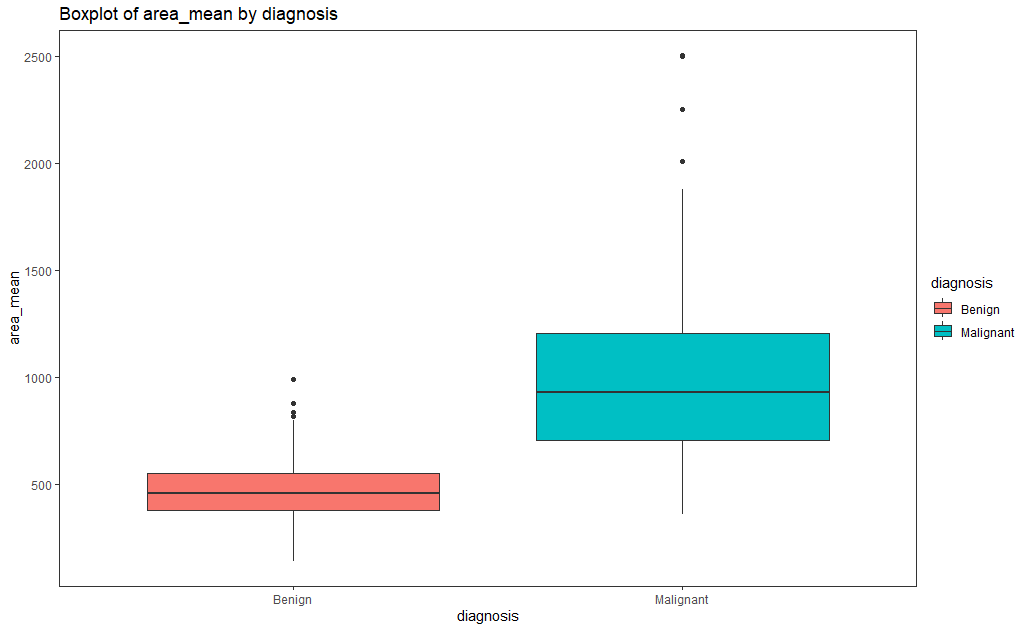 Boxplot of area_mean by diagnosis
2500
2000
1500
1000
500
area_mean
Benign
Malignant
diagnosis
diagnosis
Benign
Malignant